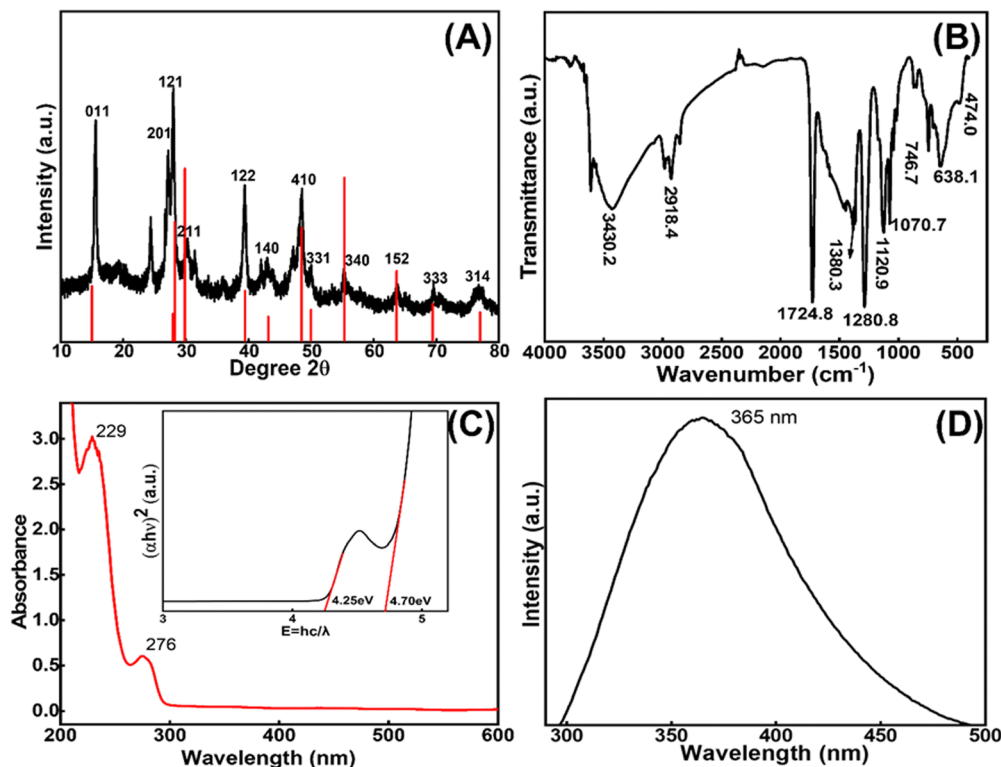 (A)
121
011
201
122
410
211
140
331
340
152
333
314
Intensity (a.u.)
10 20 30 40 50 60 70 80
Degree 2θ
(B)
474.0
746.7
638.1
2918.4
3430.2
1070.7
1380.3
1120.9
1724.8
1280.8
Transmittance (a.u.)
4000 3500 3000 2500 2000 1500 1000 500
Wavenumber (cm⁻¹)
(C)
229
276
3.0
2.5
2.0
1.5
1.0
0.5
0.0
Absorbance
200 300 400 500 600
Wavelength (nm)
(αhν)² (a.u.)
4.25eV
4.70eV
3 4 5
E=hc/λ
(D)
365 nm
Intensity (a.u.)
300 350 400 450 500
Wavelength (nm)